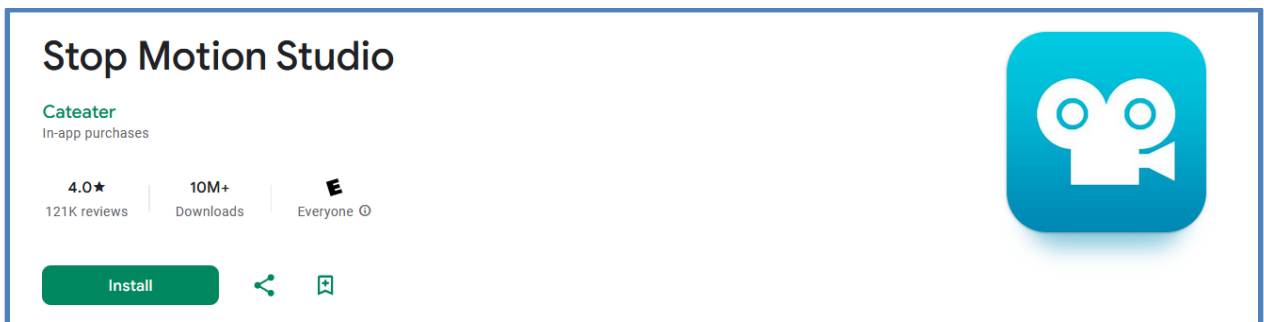 Stop Motion Studio
Cateater
In-app purchases
4.0★ 10M+ E
121K reviews Downloads Everyone
Install